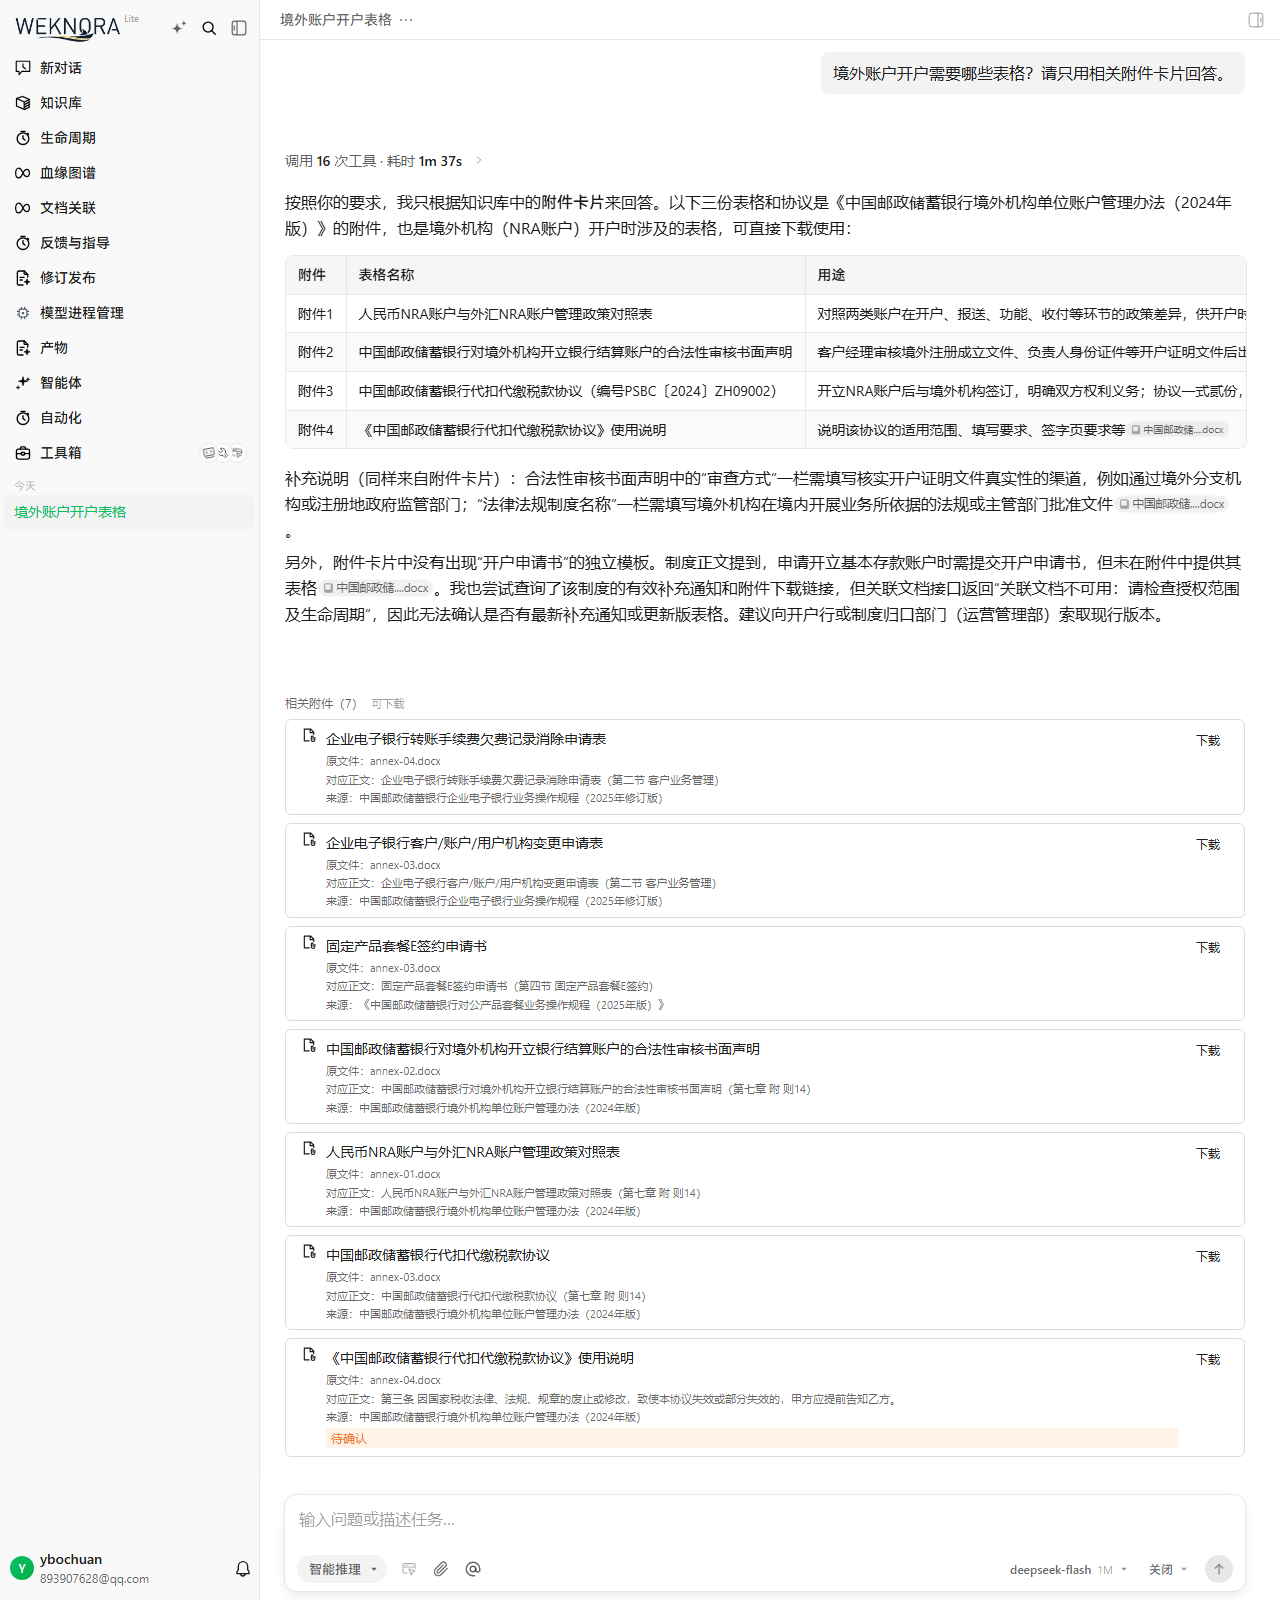 WEKNORA Lite
新对话
知识库
生命周期
血缘图谱
文档关联
反馈与指导
修订发布
模型进程管理
产物
智能体
自动化
工具箱
今天
境外账户开户表格
ybochuan
893907628@qq.com
Y
境外账户开户表格 ···
境外账户开户需要哪些表格？请只用相关附件卡片回答。
调用 16 次工具 · 耗时 1m 37s
按照你的要求，我只根据知识库中的附件卡片来回答。以下三份表格和协议是《中国邮政储蓄银行境外机构单位账户管理办法（2024年
版）》的附件，也是境外机构（NRA账户）开户时涉及的表格，可直接下载使用：
附件 表格名称 用途
附件1 人民币NRA账户与外汇NRA账户管理政策对照表 对照两类账户在开户、报送、功能、收付等环节的政策差异，供开户时
附件2 中国邮政储蓄银行对境外机构开立银行结算账户的合法性审核书面声明 客户经理审核境外注册成立文件、负责人身份证件等开户证明文件后出
附件3 中国邮政储蓄银行代扣代缴税款协议（编号PSBC〔2024〕ZH09002） 开立NRA账户后与境外机构签订，明确双方权利义务；协议一式贰份，
附件4 《中国邮政储蓄银行代扣代缴税款协议》使用说明 说明该协议的适用范围、填写要求、签字页要求等 中国邮政储....docx
补充说明（同样来自附件卡片）：合法性审核书面声明中的“审查方式”一栏需填写核实开户证明文件真实性的渠道，例如通过境外分支机
构或注册地政府监管部门；“法律法规制度名称”一栏需填写境外机构在境内开展业务所依据的法规或主管部门批准文件 中国邮政储....docx
。
另外，附件卡片中没有出现“开户申请书”的独立模板。制度正文提到，申请开立基本存款账户时需提交开户申请书，但未在附件中提供其
表格 中国邮政储....docx 。我也尝试查询了该制度的有效补充通知和附件下载链接，但关联文档接口返回“关联文档不可用：请检查授权范围
及生命周期”，因此无法确认是否有最新补充通知或更新版表格。建议向开户行或制度归口部门（运营管理部）索取现行版本。
相关附件（7） 可下载
企业电子银行转账手续费欠费记录消除申请表 下载
原文件：annex-04.docx
对应正文：企业电子银行转账手续费欠费记录消除申请表（第二节 客户业务管理）
来源：中国邮政储蓄银行企业电子银行业务操作规程（2025年修订版）
企业电子银行客户/账户/用户机构变更申请表 下载
原文件：annex-03.docx
对应正文：企业电子银行客户/账户/用户机构变更申请表（第二节 客户业务管理）
来源：中国邮政储蓄银行企业电子银行业务操作规程（2025年修订版）
固定产品套餐E签约申请书 下载
原文件：annex-03.docx
对应正文：固定产品套餐E签约申请书（第四节 固定产品套餐E签约）
来源：《中国邮政储蓄银行对公产品套餐业务操作规程（2025年版）》
中国邮政储蓄银行对境外机构开立银行结算账户的合法性审核书面声明 下载
原文件：annex-02.docx
对应正文：中国邮政储蓄银行对境外机构开立银行结算账户的合法性审核书面声明（第七章 附 则14）
来源：中国邮政储蓄银行境外机构单位账户管理办法（2024年版）
人民币NRA账户与外汇NRA账户管理政策对照表 下载
原文件：annex-01.docx
对应正文：人民币NRA账户与外汇NRA账户管理政策对照表（第七章 附 则14）
来源：中国邮政储蓄银行境外机构单位账户管理办法（2024年版）
中国邮政储蓄银行代扣代缴税款协议 下载
原文件：annex-03.docx
对应正文：中国邮政储蓄银行代扣代缴税款协议（第七章 附 则14）
来源：中国邮政储蓄银行境外机构单位账户管理办法（2024年版）
《中国邮政储蓄银行代扣代缴税款协议》使用说明 下载
原文件：annex-04.docx
对应正文：第三条 因国家税收法律、法规、规章的废止或修改，致使本协议失效或部分失效的，甲方应提前告知乙方。
来源：中国邮政储蓄银行境外机构单位账户管理办法（2024年版）
待确认
输入问题或描述任务...
智能推理 deepseek-flash 1M 关闭